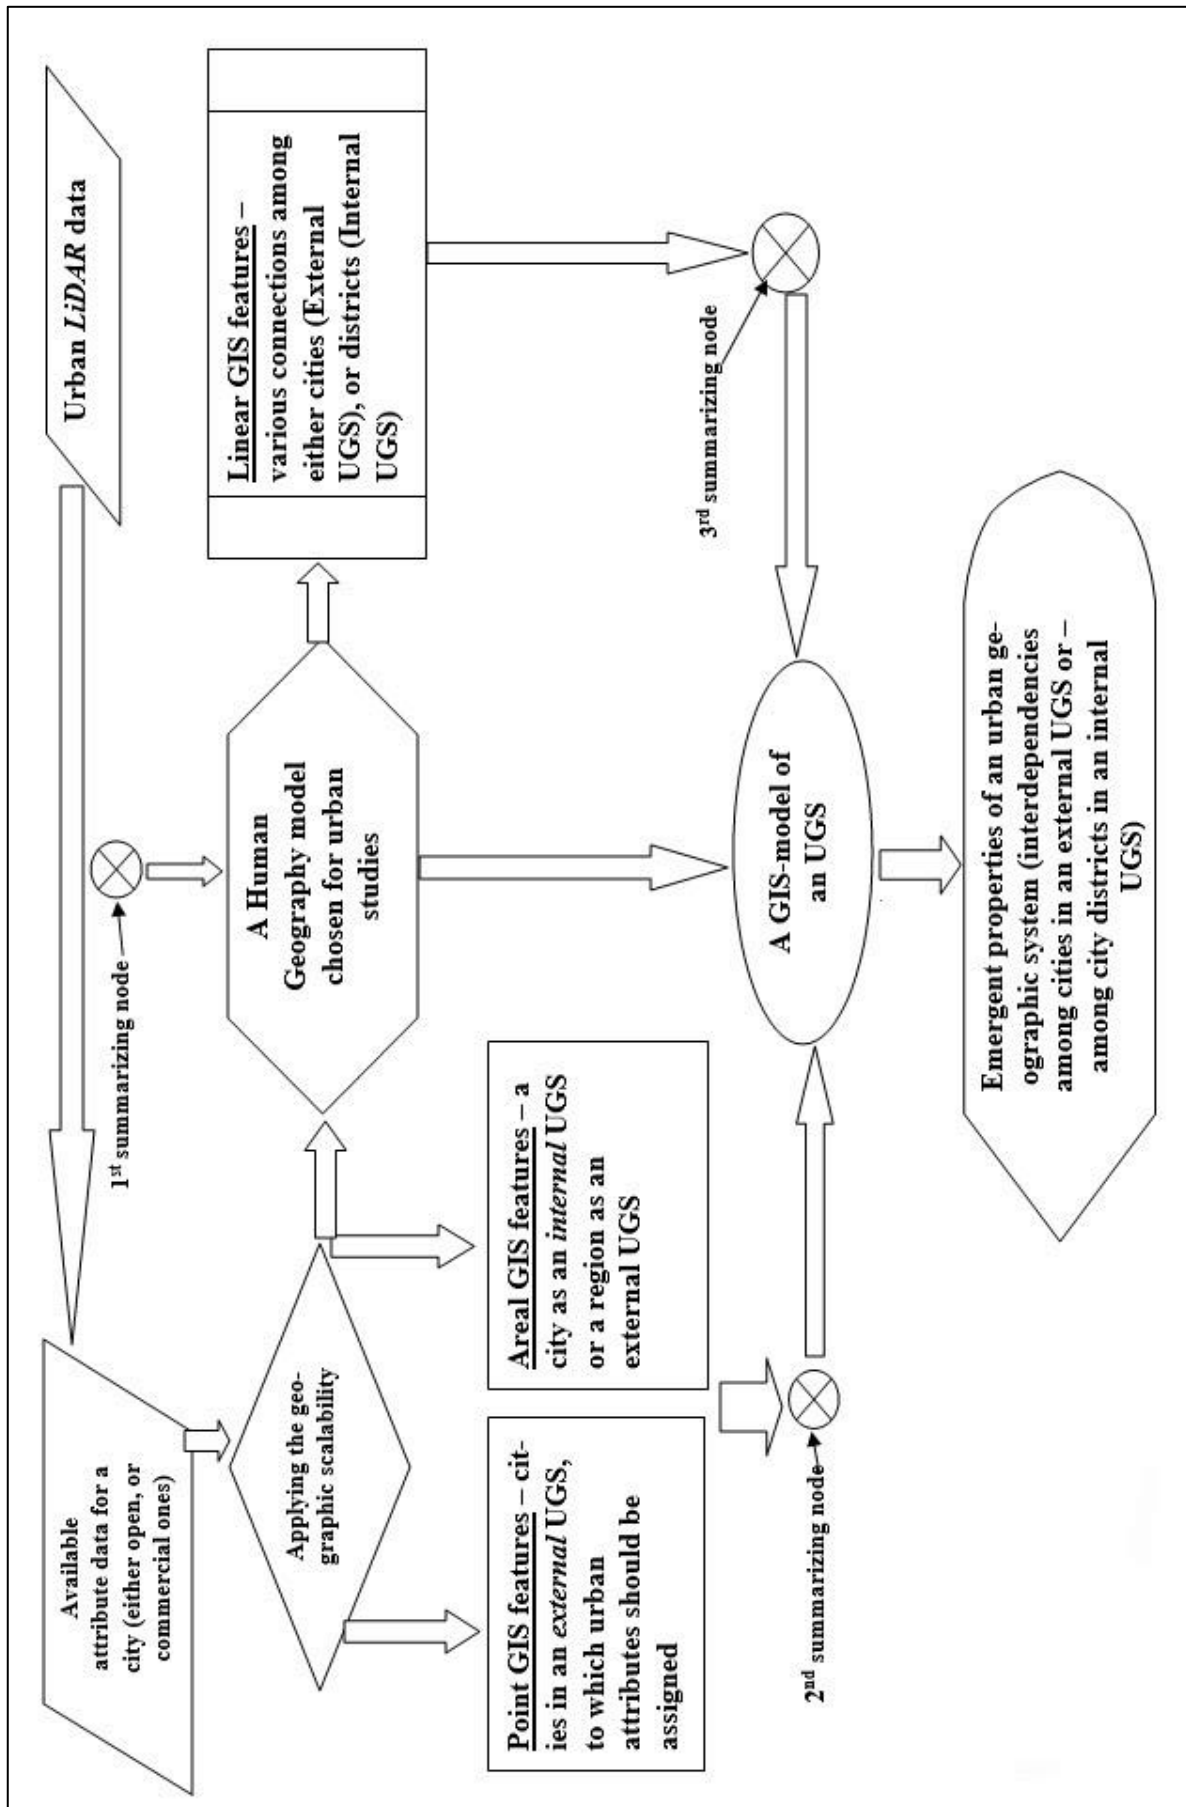 Available
attribute data for a
city (either open, or
commercial ones)
Urban LiDAR data
1st summarizing node
Applying the geo-
graphic scalability
A Human
Geography model
chosen for urban
studies
Linear GIS features –
various connections among
either cities (External
UGS), or districts (Internal
UGS)
Point GIS features – cit-
ies in an external UGS,
to which urban
attributes should be
assigned
Areal GIS features – a
city as an internal UGS
or a region as an
external UGS
3rd summarizing node
2nd summarizing node
A GIS-model of
an UGS
Emergent properties of an urban ge-
ographic system (interdependencies
among cities in an external UGS or –
among city districts in an internal
UGS)